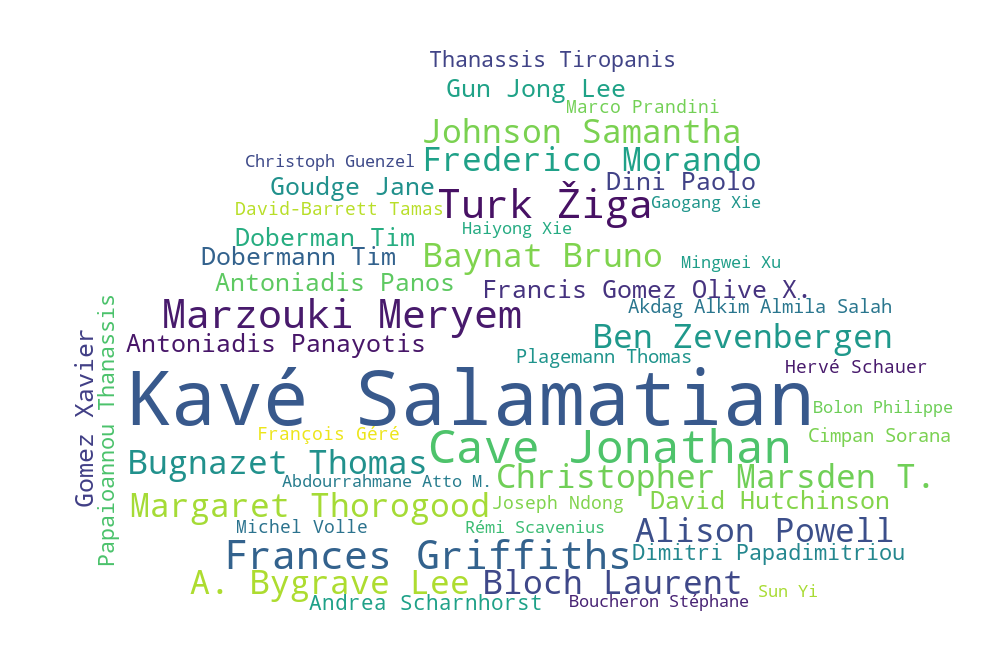 Thanassis Tiropanis
Gun Jong Lee
Marco Prandini
Johnson Samantha
Christoph Guenzel
Frederico Morando
Goudge Jane
Dini Paolo
David-Barrett Tamas
Turk Žiga
Gaogang Xie
Doberman Tim
Haiyong Xie
Dobermann Tim
Baynat Bruno
Mingwei Xu
Antoniadis Panos
Francis Gomez Olive X.
Marzouki Meryem
Akdag Alkim Almila Salah
Antoniadis Panayotis
Ben Zevenbergen
Plagemann Thomas
Hervé Schauer
Gomez Xavier
Papaioannou Thanassis
Kavé Salamatian
Bolon Philippe
François Géré
Cave Jonathan
Cimpan Sorana
Bugnazet Thomas
Abdourrahmane Atto M.
Christopher Marsden T.
Margaret Thorogood
Joseph Ndong
David Hutchinson
Michel Volle
Rémi Scavenius
Alison Powell
Frances Griffiths
Dimitri Papadimitriou
A. Bygrave Lee
Bloch Laurent
Sun Yi
Andrea Scharnhorst
Boucheron Stéphane